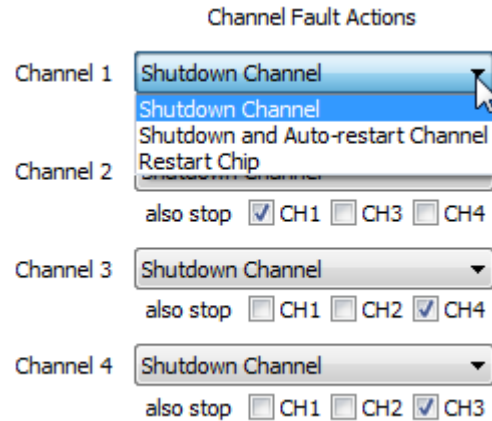 Channel Fault Actions
Channel 1 Shutdown Channel
Shutdown Channel
Shutdown and Auto-restart Channel
Restart Chip
Channel 2 Shutdown Channel
also stop CH1 CH3 CH4
Channel 3 Shutdown Channel
also stop CH1 CH2 CH4
Channel 4 Shutdown Channel
also stop CH1 CH2 CH3